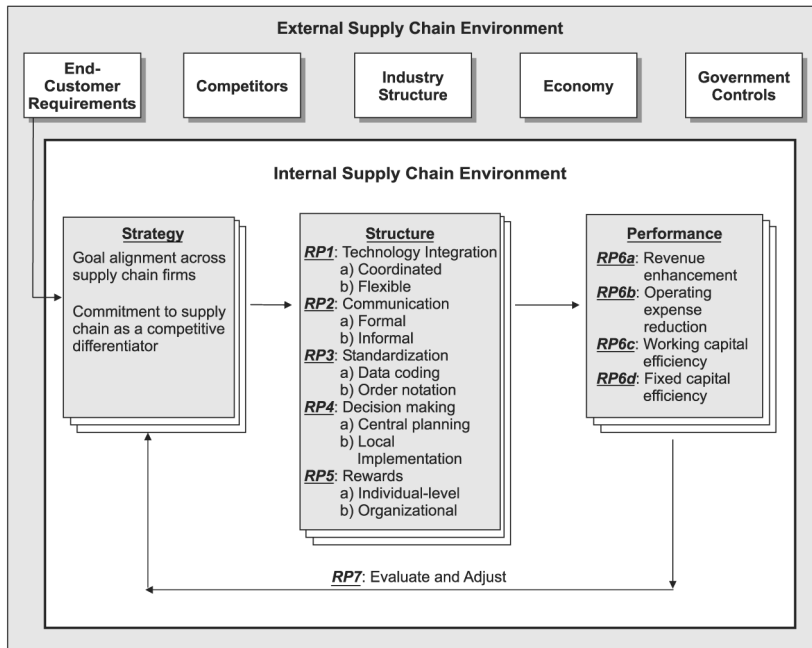 External Supply Chain Environment
End-
Customer
Requirements
Competitors
Industry
Structure
Economy
Government
Controls
Internal Supply Chain Environment
Strategy
Goal alignment across
supply chain firms
Commitment to supply
chain as a competitive
differentiator
Structure
RP1: Technology Integration
a) Coordinated
b) Flexible
RP2: Communication
a) Formal
b) Informal
RP3: Standardization
a) Data coding
b) Order notation
RP4: Decision making
a) Central planning
b) Local
Implementation
RP5: Rewards
a) Individual-level
b) Organizational
Performance
RP6a: Revenue
enhancement
RP6b: Operating
expense
reduction
RP6c: Working capital
efficiency
RP6d: Fixed capital
efficiency
RP7: Evaluate and Adjust